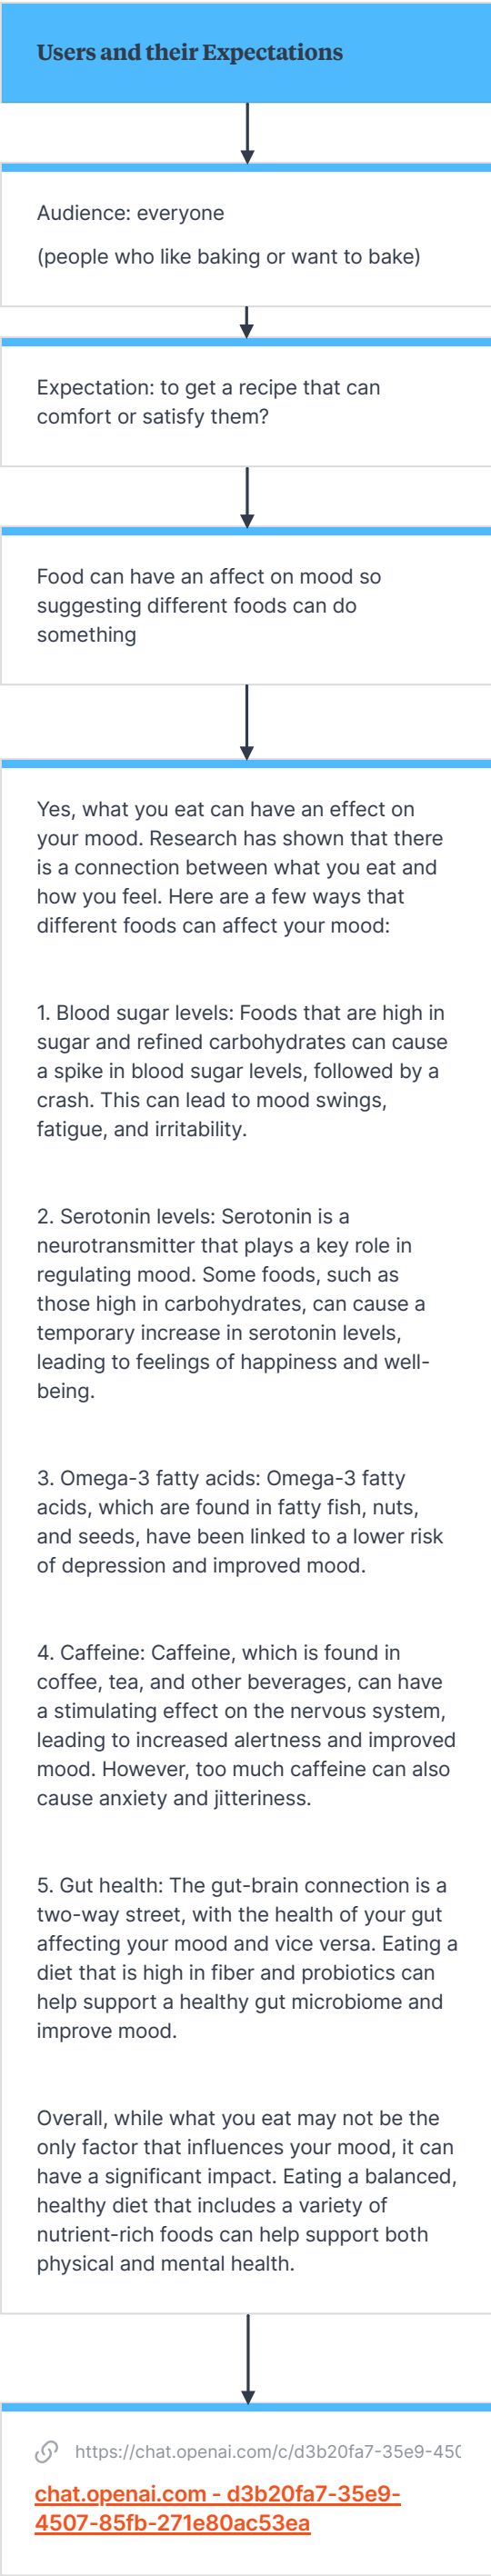 Users and their Expectations
Audience: everyone
(people who like baking or want to bake)
Expectation: to get a recipe that can
comfort or satisfy them?
Food can have an affect on mood so
suggesting different foods can do
something
Yes, what you eat can have an effect on
your mood. Research has shown that there
is a connection between what you eat and
how you feel. Here are a few ways that
different foods can affect your mood:
1. Blood sugar levels: Foods that are high in
sugar and refined carbohydrates can cause
a spike in blood sugar levels, followed by a
crash. This can lead to mood swings,
fatigue, and irritability.
2. Serotonin levels: Serotonin is a
neurotransmitter that plays a key role in
regulating mood. Some foods, such as
those high in carbohydrates, can cause a
temporary increase in serotonin levels,
leading to feelings of happiness and well-
being.
3. Omega-3 fatty acids: Omega-3 fatty
acids, which are found in fatty fish, nuts,
and seeds, have been linked to a lower risk
of depression and improved mood.
4. Caffeine: Caffeine, which is found in
coffee, tea, and other beverages, can have
a stimulating effect on the nervous system,
leading to increased alertness and improved
mood. However, too much caffeine can also
cause anxiety and jitteriness.
5. Gut health: The gut-brain connection is a
two-way street, with the health of your gut
affecting your mood and vice versa. Eating a
diet that is high in fiber and probiotics can
help support a healthy gut microbiome and
improve mood.
Overall, while what you eat may not be the
only factor that influences your mood, it can
have a significant impact. Eating a balanced,
healthy diet that includes a variety of
nutrient-rich foods can help support both
physical and mental health.
https://chat.openai.com/c/d3b20fa7-35e9-450
chat.openai.com - d3b20fa7-35e9-
4507-85fb-271e80ac53ea